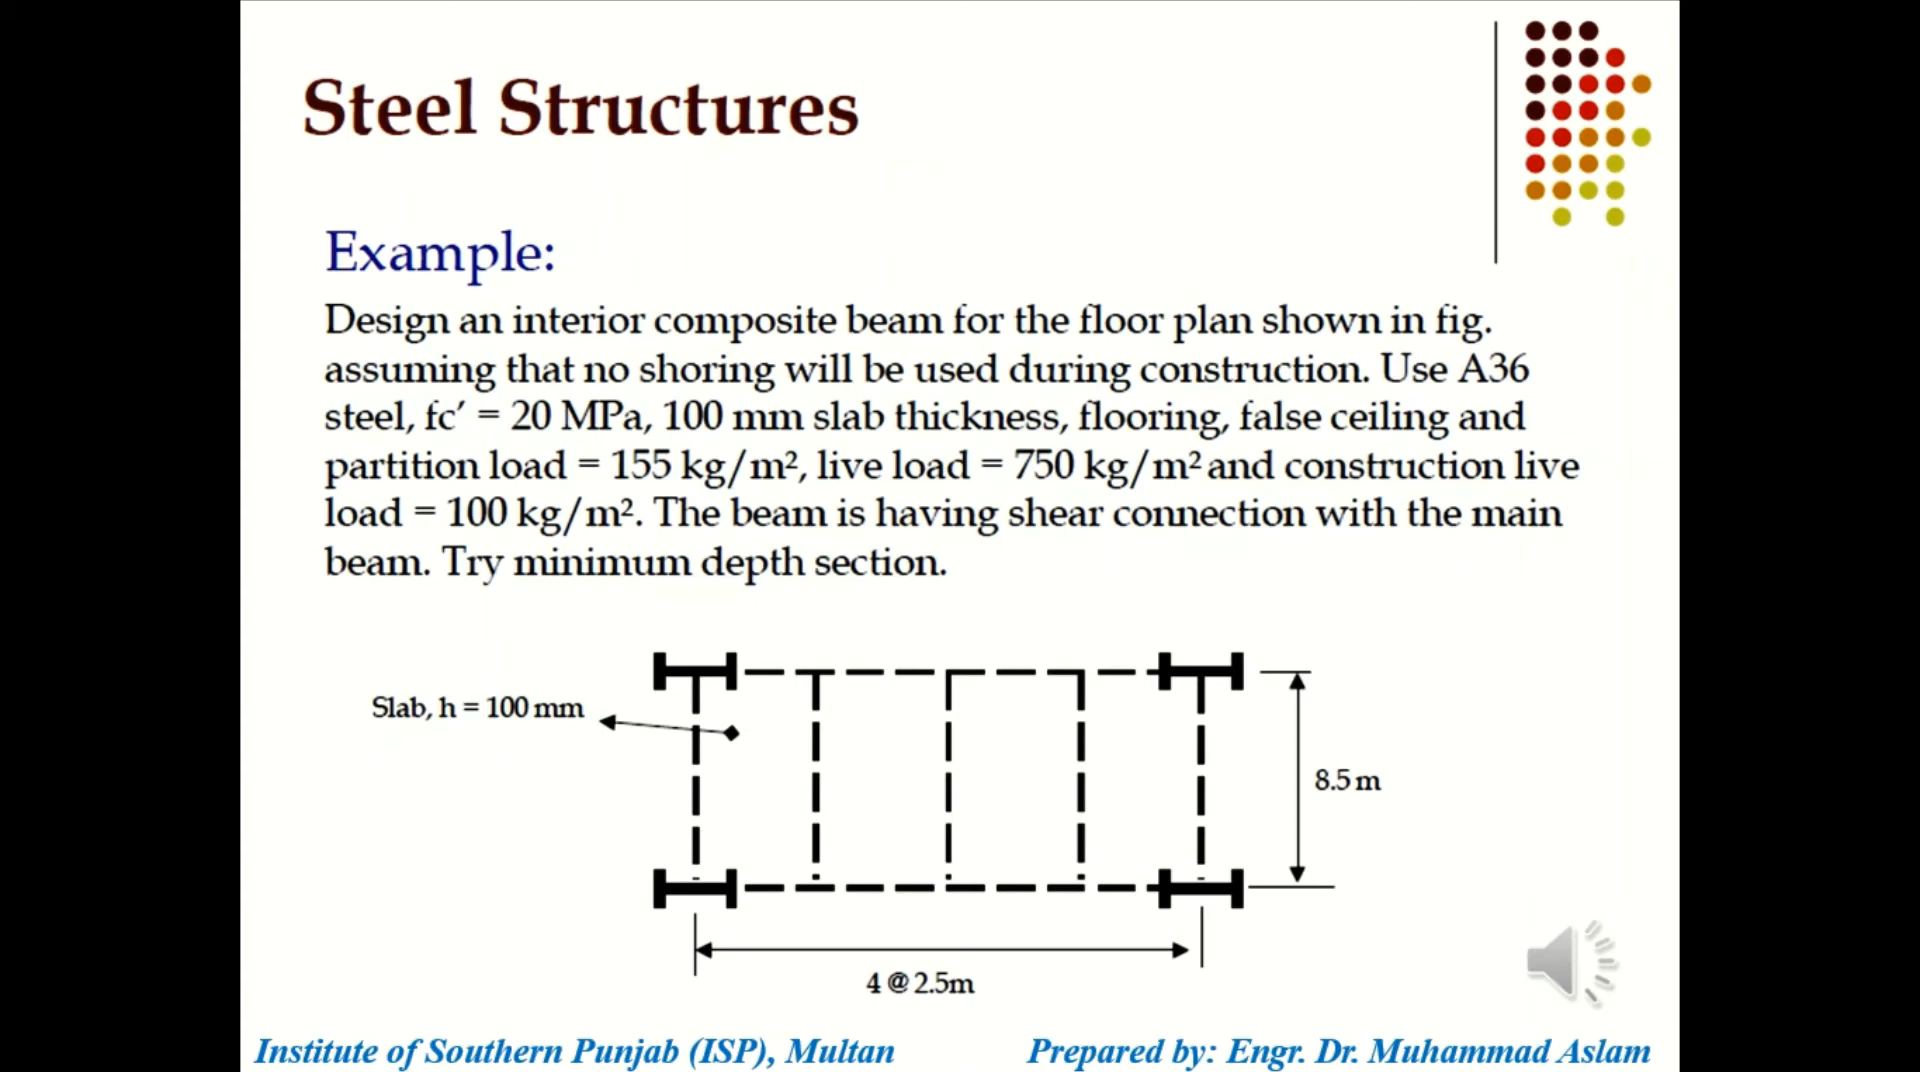 Steel Structures
Example:
Design an interior composite beam for the floor plan shown in fig.
assuming that no shoring will be used during construction. Use A36
steel, fc′ = 20 MPa, 100 mm slab thickness, flooring, false ceiling and
partition load = 155 kg/m², live load = 750 kg/m² and construction live
load = 100 kg/m². The beam is having shear connection with the main
beam. Try minimum depth section.
Slab, h = 100 mm
8.5 m
4 @ 2.5m
Institute of Southern Punjab (ISP), Multan
Prepared by: Engr. Dr. Muhammad Aslam